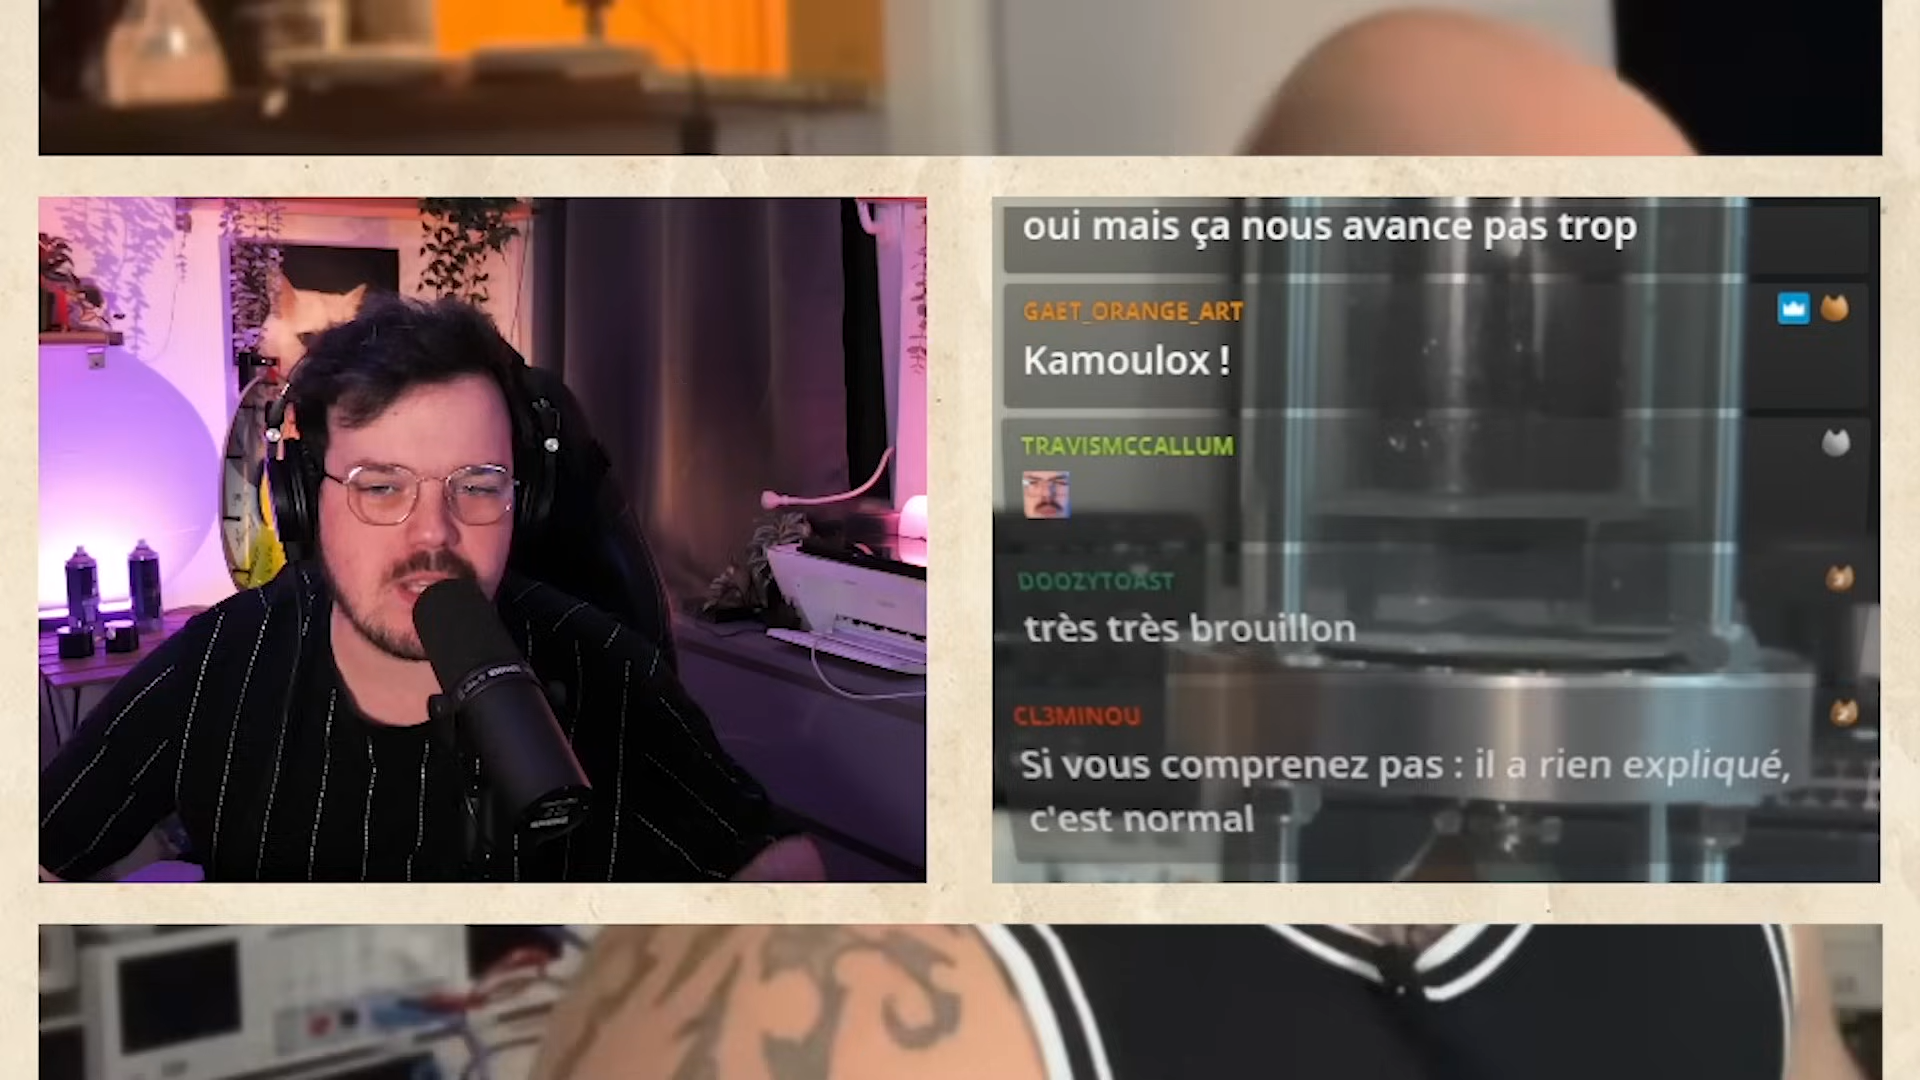 oui mais ça nous avance pas trop
GAET_ORANGE_ART
Kamoulox !
TRAVISMCCALLUM
DOOZYTOAST
très très brouillon
CL3MINOU
Si vous comprenez pas : il a rien expliqué,
c'est normal